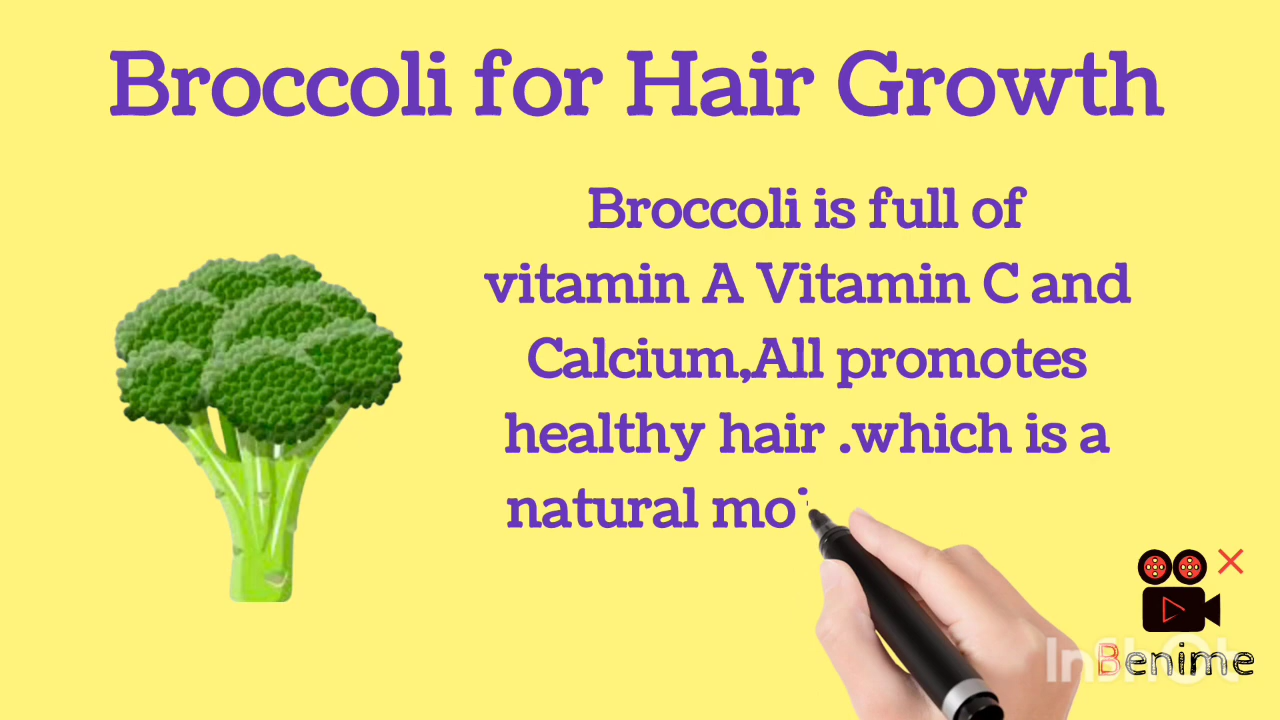 Broccoli for Hair Growth
Broccoli is full of
vitamin A Vitamin C and
Calcium,All promotes
healthy hair .which is a
natural
InShot
Benime